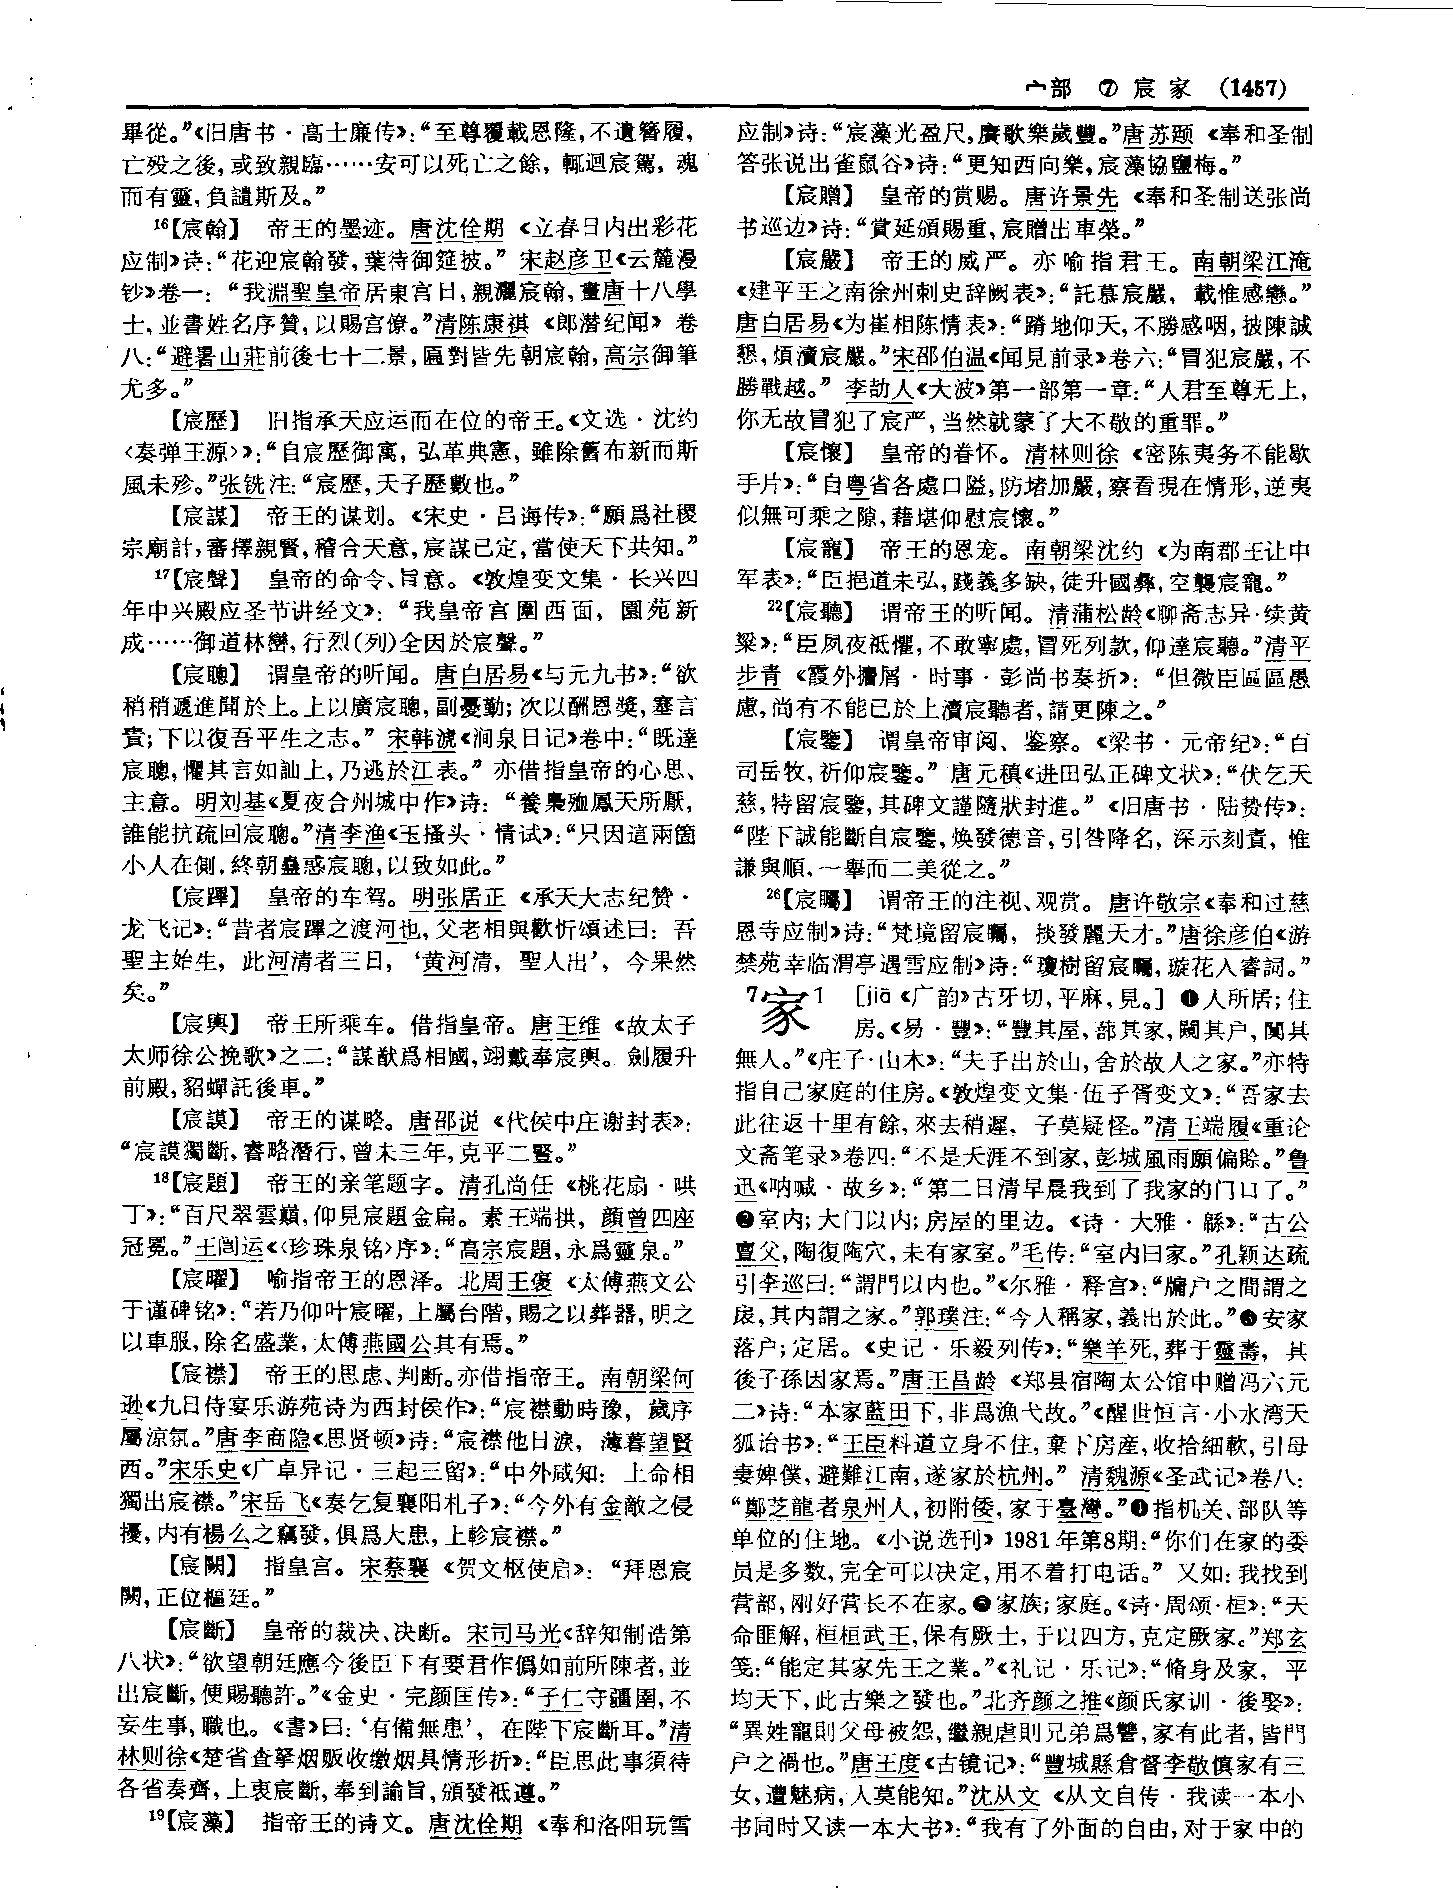 宀部 ⑦ 宸 家 (1457)
畢從。”《旧唐书·高士廉传》：“至尊覆載恩隆，不遺簪履，
亡殁之後，或致親臨……安可以死亡之餘，輒迴宸駕，魂
而有靈，負譴斯及。”
16【宸翰】 帝王的墨迹。唐沈佺期《立春日内出彩花
应制》诗：“花迎宸翰發，葉待御筵披。” 宋赵彦卫《云麓漫
钞》卷一：“我淵聖皇帝居東宫日，親灑宸翰，畫唐十八學
士，並書姓名序贊，以賜宫僚。”清陈康祺《郎潜纪闻》卷
八：“避暑山莊前後七十二景，匾對皆先朝宸翰，高宗御筆
尤多。”
【宸歷】 旧指承天应运而在位的帝王。《文选·沈约
〈奏弹王源〉》：“自宸歷御寓，弘革典憲，雖除舊布新而斯
風未殄。”张铣注：“宸歷，天子歷數也。”
【宸謀】 帝王的谋划。《宋史·吕海传》：“願爲社稷
宗廟計，審擇親賢，稽合天意，宸謀已定，當使天下共知。”
17【宸聲】 皇帝的命令、旨意。《敦煌变文集·长兴四
年中兴殿应圣节讲经文》：“我皇帝宫圍西面，園苑新
成……御道林巒，行烈(列)全因於宸聲。”
【宸聰】 谓皇帝的听闻。唐白居易《与元九书》：“欲
稍稍遞進聞於上。上以廣宸聰，副憂勤；次以酬恩獎，塞言
責；下以復吾平生之志。” 宋韩淲《涧泉日记》卷中：“既達
宸聰，懼其言如訕上，乃逃於江表。” 亦借指皇帝的心思、
主意。明刘基《夏夜台州城中作》诗：“養梟殈鳳天所厭，
誰能抗疏回宸聰。”清李渔《玉搔头·情试》：“只因這兩箇
小人在側，終朝蠱惑宸聰，以致如此。”
【宸蹕】 皇帝的车驾。明张居正《承天大志纪赞·
龙飞记》：“昔者宸蹕之渡河也，父老相與歡忻頌述曰：吾
聖主始生，此河清者三日，‘黄河清，聖人出’，今果然
矣。”
【宸輿】 帝王所乘车。借指皇帝。唐王维《故太子
太师徐公挽歌》之二：“謀猷爲相國，翊戴奉宸輿。劍履升
前殿，貂蟬託後車。”
【宸謨】 帝王的谋略。唐邵说《代侯中庄谢封表》：
“宸謨獨斷，睿略潛行，曾未三年，克平二豎。”
18【宸題】 帝王的亲笔题字。清孔尚任《桃花扇·哄
丁》：“百尺翠雲巔，仰見宸題金扁。素王端拱，顔曾四座
冠冕。”王闿运《〈珍珠泉铭〉序》：“高宗宸題，永爲靈泉。”
【宸曜】 喻指帝王的恩泽。北周王褒《太傅燕文公
于谨碑铭》：“若乃仰叶宸曜，上屬台階，賜之以葬器，明之
以車服，除名盛業，太傅燕國公其有焉。”
【宸襟】 帝王的思虑、判断。亦借指帝王。南朝梁何
逊《九日侍宴乐游苑诗为西封侯作》：“宸襟動時豫，歲序
屬涼氛。”唐李商隐《思贤顿》诗：“宸襟他日淚，薄暮望賢
西。”宋乐史《广卓异记·三起三留》：“中外咸知：上命相
獨出宸襟。”宋岳飞《奏乞复襄阳札子》：“今外有金敵之侵
擾，内有楊么之竊發，俱爲大患，上軫宸襟。”
【宸闕】 指皇宫。宋蔡襄《贺文枢使启》：“拜恩宸
闕，正位樞廷。”
【宸斷】 皇帝的裁决、决断。宋司马光《辞知制诰第
八状》：“欲望朝廷應今後臣下有要君作僞如前所陳者，並
出宸斷，便賜聽許。”《金史·完颜匡传》：“子仁守疆圉，不
妄生事，職也。《書》曰：‘有備無患’，在陛下宸斷耳。”清
林则徐《楚省查拏烟贩收缴烟具情形折》：“臣思此事須待
各省奏齊，上衷宸斷，奉到諭旨，頒發祗遵。”
19【宸藻】 指帝王的诗文。唐沈佺期《奉和洛阳玩雪
应制》诗：“宸藻光盈尺，賡歌樂歲豐。”唐苏颋《奉和圣制
答张说出雀鼠谷》诗：“更知西向樂，宸藻協鹽梅。”
【宸贈】 皇帝的赏赐。唐许景先《奉和圣制送张尚
书巡边》诗：“賞延頒賜重，宸贈出車榮。”
【宸嚴】 帝王的威严。亦喻指君王。南朝梁江淹
《建平王之南徐州刺史辞阙表》：“託慕宸嚴，載惟感戀。”
唐白居易《为崔相陈情表》：“蹐地仰天，不勝感咽，披陳誠
懇，煩瀆宸嚴。”宋邵伯温《闻见前录》卷六：“冒犯宸嚴，不
勝戰越。” 李劼人《大波》第一部第一章：“人君至尊无上，
你无故冒犯了宸严，当然就蒙了大不敬的重罪。”
【宸懷】 皇帝的眷怀。清林则徐《密陈夷务不能歇
手片》：“自粤省各處口隘，防堵加嚴，察看現在情形，逆夷
似無可乘之隙，藉堪仰慰宸懷。”
【宸寵】 帝王的恩宠。南朝梁沈约《为南郡王让中
军表》：“臣挹道未弘，踐義多缺，徒升國彝，空襲宸寵。”
22【宸聽】 谓帝王的听闻。清蒲松龄《聊斋志异·续黄
粱》：“臣夙夜祗懼，不敢寧處，冒死列款，仰達宸聽。”清平
步青《霞外攟屑·时事·彭尚书奏折》：“但微臣區區愚
慮，尚有不能已於上瀆宸聽者，請更陳之。”
【宸鑒】 谓皇帝审阅、鉴察。《梁书·元帝纪》：“百
司岳牧，祈仰宸鑒。” 唐元稹《进田弘正碑文状》：“伏乞天
慈，特留宸鑒，其碑文謹隨狀封進。”《旧唐书·陆贽传》：
“陛下誠能斷自宸鑒，焕發德音，引咎降名，深示刻責，惟
謙與順，一舉而二美從之。”
26【宸矚】 谓帝王的注视、观赏。唐许敬宗《奉和过慈
恩寺应制》诗：“梵境留宸矚，掞發麗天才。”唐徐彦伯《游
禁苑幸临渭亭遇雪应制》诗：“瓊樹留宸矚，璇花入睿詞。”
7家1 [jiā《广韵》古牙切，平麻，見。] ❶人所居；住
房。《易·豐》：“豐其屋，蔀其家，闚其户，闃其
無人。”《庄子·山木》：“夫子出於山，舍於故人之家。”亦特
指自己家庭的住房。《敦煌变文集·伍子胥变文》：“吾家去
此往返十里有餘，來去稍遲，子莫疑怪。”清王端履《重论
文斋笔录》卷四：“不是天涯不到家，彭城風雨願偏賒。”鲁
迅《呐喊·故乡》：“第二日清早晨我到了我家的门口了。”
❷室内；大门以内；房屋的里边。《诗·大雅·緜》：“古公
亶父，陶復陶穴，未有家室。”毛传：“室内曰家。”孔颖达疏
引李巡曰：“謂門以内也。”《尔雅·释宫》：“牖户之間謂之
扆，其内謂之家。”郭璞注：“今人稱家，義出於此。”❸安家
落户；定居。《史记·乐毅列传》：“樂羊死，葬于靈壽，其
後子孫因家焉。”唐王昌龄《郑县宿陶太公馆中赠冯六元
二》诗：“本家藍田下，非爲漁弋故。”《醒世恒言·小水湾天
狐诒书》：“王臣料道立身不住，棄下房産，收拾細軟，引母
妻婢僕，避難江南，遂家於杭州。” 清魏源《圣武记》卷八：
“鄭芝龍者泉州人，初附倭，家于臺灣。”❹指机关、部队等
单位的住地。《小说选刊》1981年第8期：“你们在家的委
员是多数，完全可以决定，用不着打电话。” 又如：我找到
营部，刚好营长不在家。❺家族；家庭。《诗·周颂·桓》：“天
命匪解，桓桓武王，保有厥士，于以四方，克定厥家。”郑玄
笺：“能定其家先王之業。”《礼记·乐记》：“脩身及家，平
均天下，此古樂之發也。”北齐颜之推《颜氏家训·後娶》：
“異姓寵則父母被怨，繼親虐則兄弟爲讐，家有此者，皆門
户之禍也。”唐王度《古镜记》：“豐城縣倉督李敬慎家有三
女，遭魅病，人莫能知。”沈从文《从文自传·我读一本小
书同时又读一本大书》：“我有了外面的自由，对于家中的